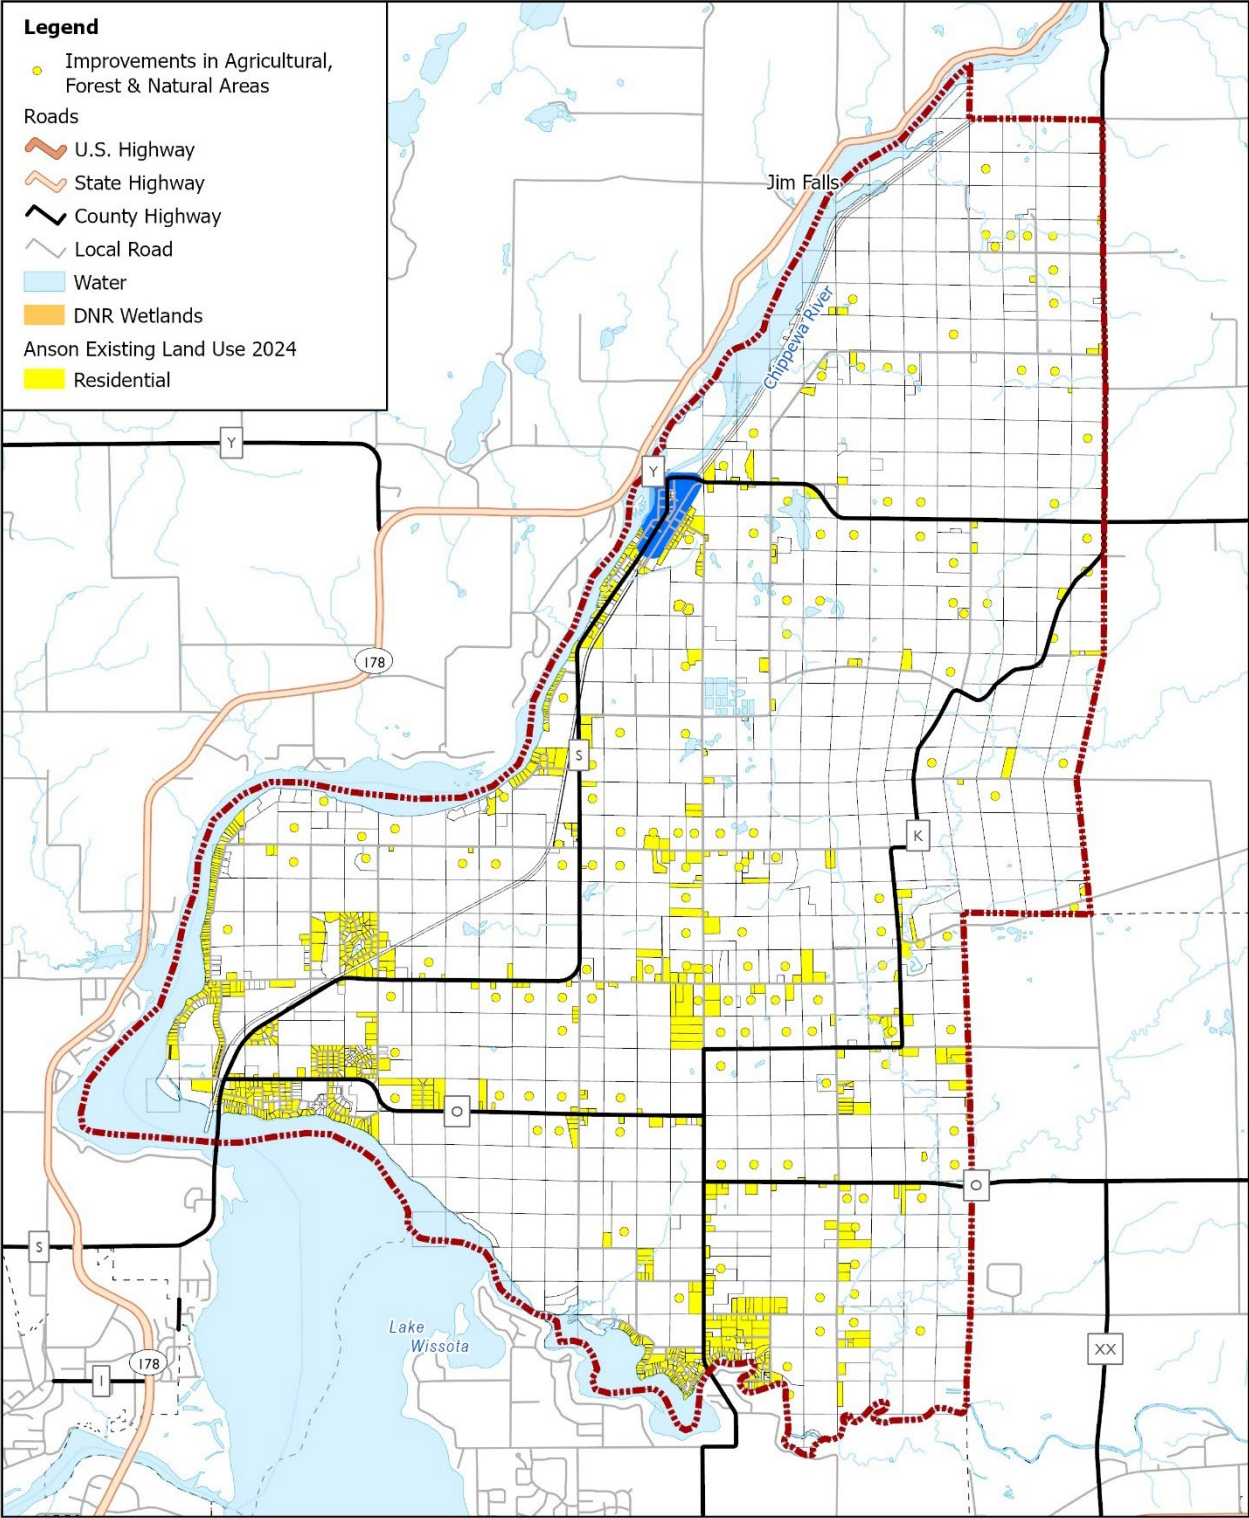 Legend
Improvements in Agricultural,
Forest & Natural Areas
Roads
U.S. Highway
State Highway
County Highway
Local Road
Water
DNR Wetlands
Anson Existing Land Use 2024
Residential
Jim Falls
Chippewa River
Y
Y
178
S
K
O
O
S
Lake
Wissota
XX
178
I